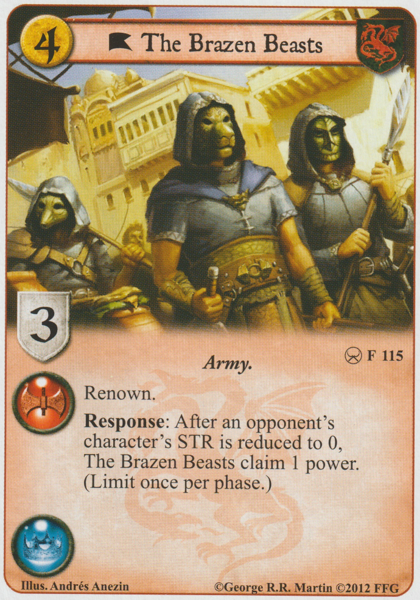 4
The Brazen Beasts
3
Army.
F 115
Renown.
Response: After an opponent's
character's STR is reduced to 0,
The Brazen Beasts claim 1 power.
(Limit once per phase.)
Illus. Andrés Anezin
©George R.R. Martin ©2012 FFG